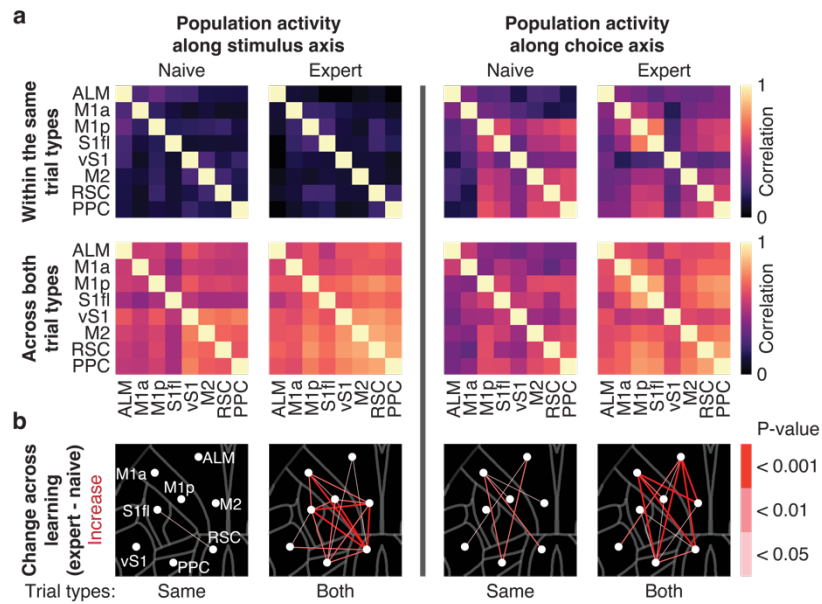 a
Population activity along stimulus axis
Population activity along choice axis
Naive
Expert
Naive
Expert
Within the same trial types
ALM
M1a
M1p
S1fl
vS1
M2
RSC
PPC
1
Correlation
0
Across both trial types
ALM
M1a
M1p
S1fl
vS1
M2
RSC
PPC
1
Correlation
0
ALM
M1a
M1p
S1fl
vS1
M2
RSC
PPC
ALM
M1a
M1p
S1fl
vS1
M2
RSC
PPC
ALM
M1a
M1p
S1fl
vS1
M2
RSC
PPC
ALM
M1a
M1p
S1fl
vS1
M2
RSC
PPC
b
Change across learning (expert - naive)
Increase
ALM
M1a
M1p
M2
S1fl
RSC
vS1
PPC
P-value
< 0.001
< 0.01
< 0.05
Trial types:
Same
Both
Same
Both